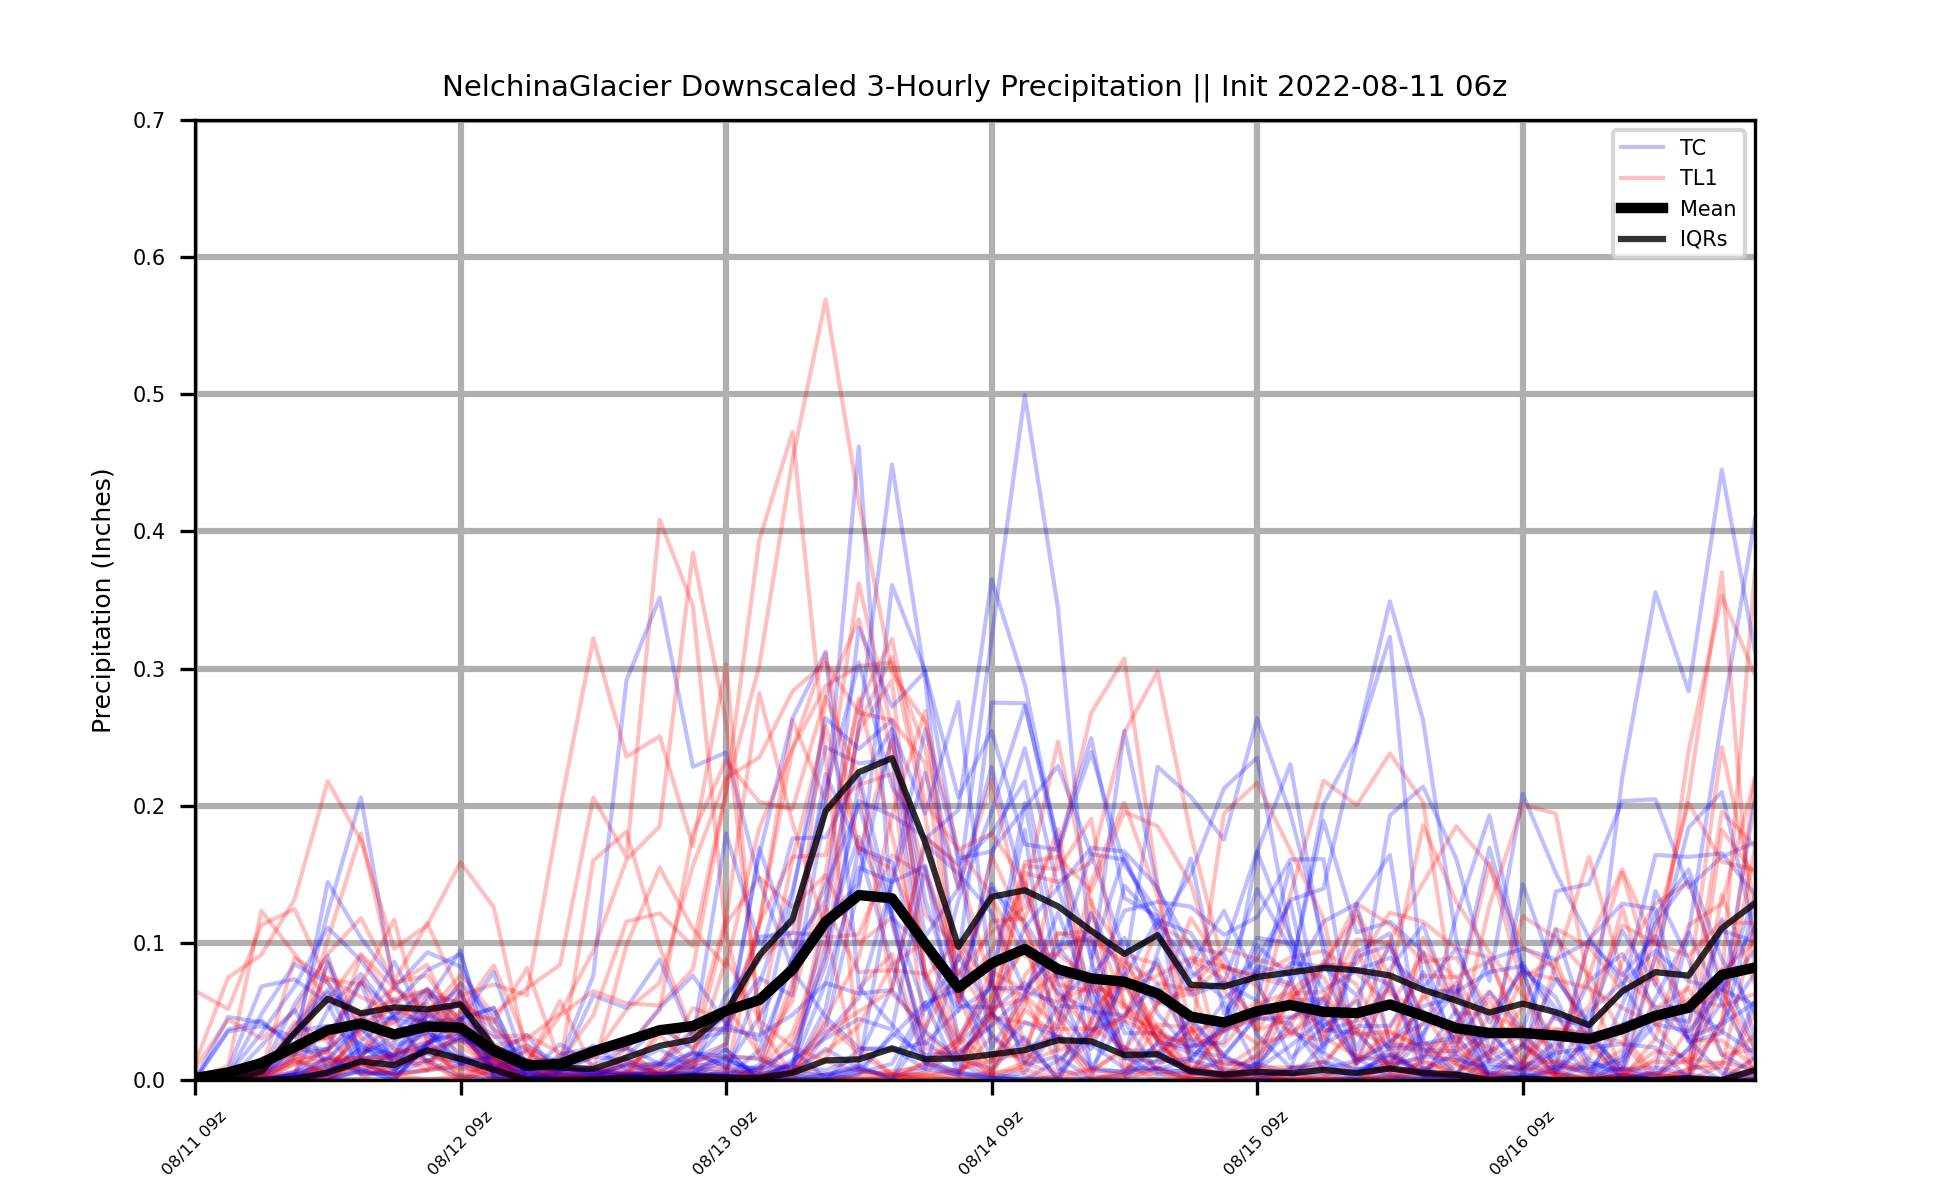 NelchinaGlacier Downscaled 3-Hourly Precipitation || Init 2022-08-11 06z
0.7
0.6
0.5
0.4
0.3
0.2
0.1
0.0
Precipitation (Inches)
TC
TL1
Mean
IQRs
08/11 09z
08/12 09z
08/13 09z
08/14 09z
08/15 09z
08/16 09z